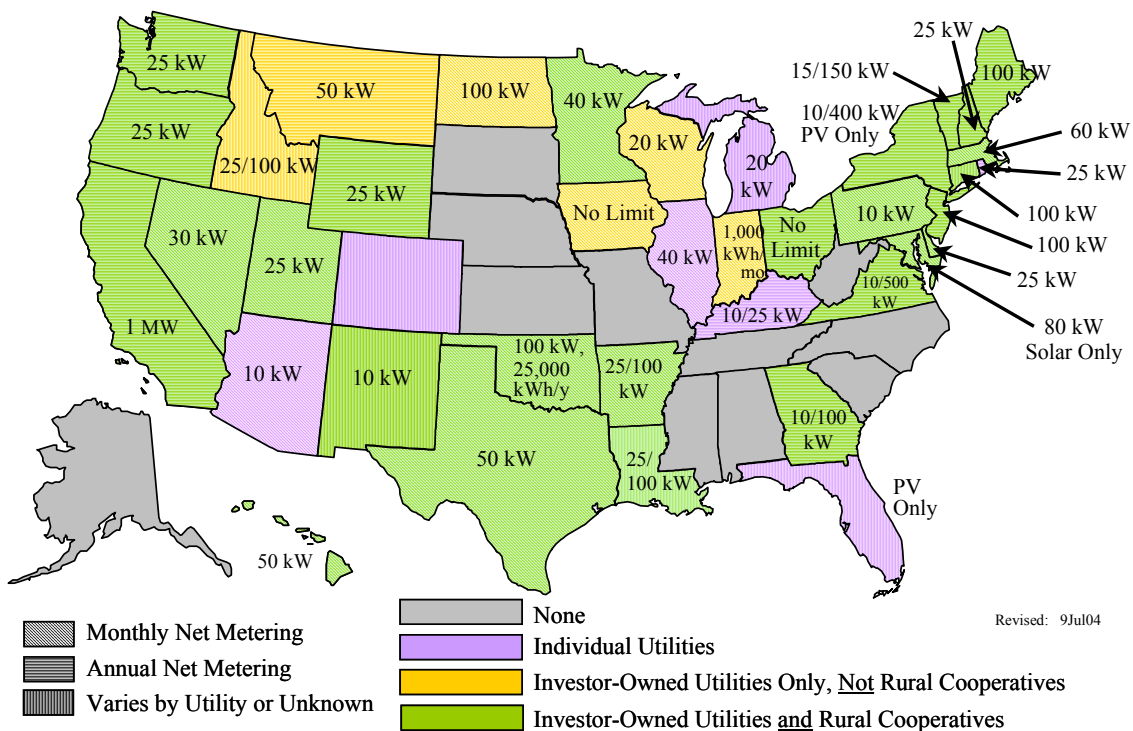 25 kW
25 kW
50 kW
100 kW
40 kW
15/150 kW
100 kW
10/400 kW
PV Only
60 kW
25 kW
25/100 kW
20 kW
20
kW
25 kW
25 kW
100 kW
No Limit
10 kW
No
Limit
100 kW
30 kW
25 kW
40 kW
1,000
kWh/
mo
25 kW
10/500
kW
10/25 kW
80 kW
Solar Only
1 MW
10 kW
10 kW
100 kW,
25,000
kWh/y
25/100
kW
10/100
kW
50 kW
25/
100 kW
PV
Only
50 kW
Monthly Net Metering
Annual Net Metering
Varies by Utility or Unknown
None
Individual Utilities
Investor-Owned Utilities Only, Not Rural Cooperatives
Investor-Owned Utilities and Rural Cooperatives
Revised: 9Jul04